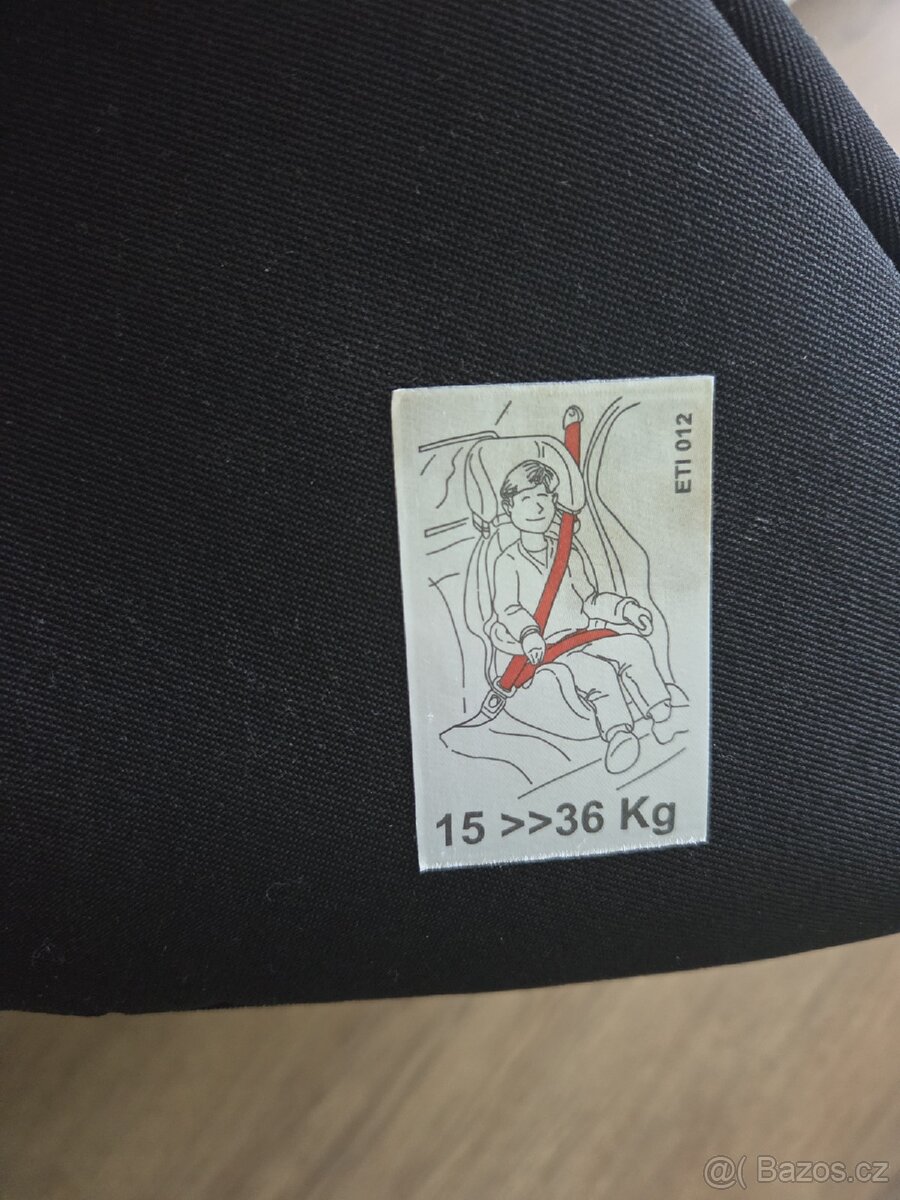 ETI 012
15 >>36 Kg
@( Bazos.cz